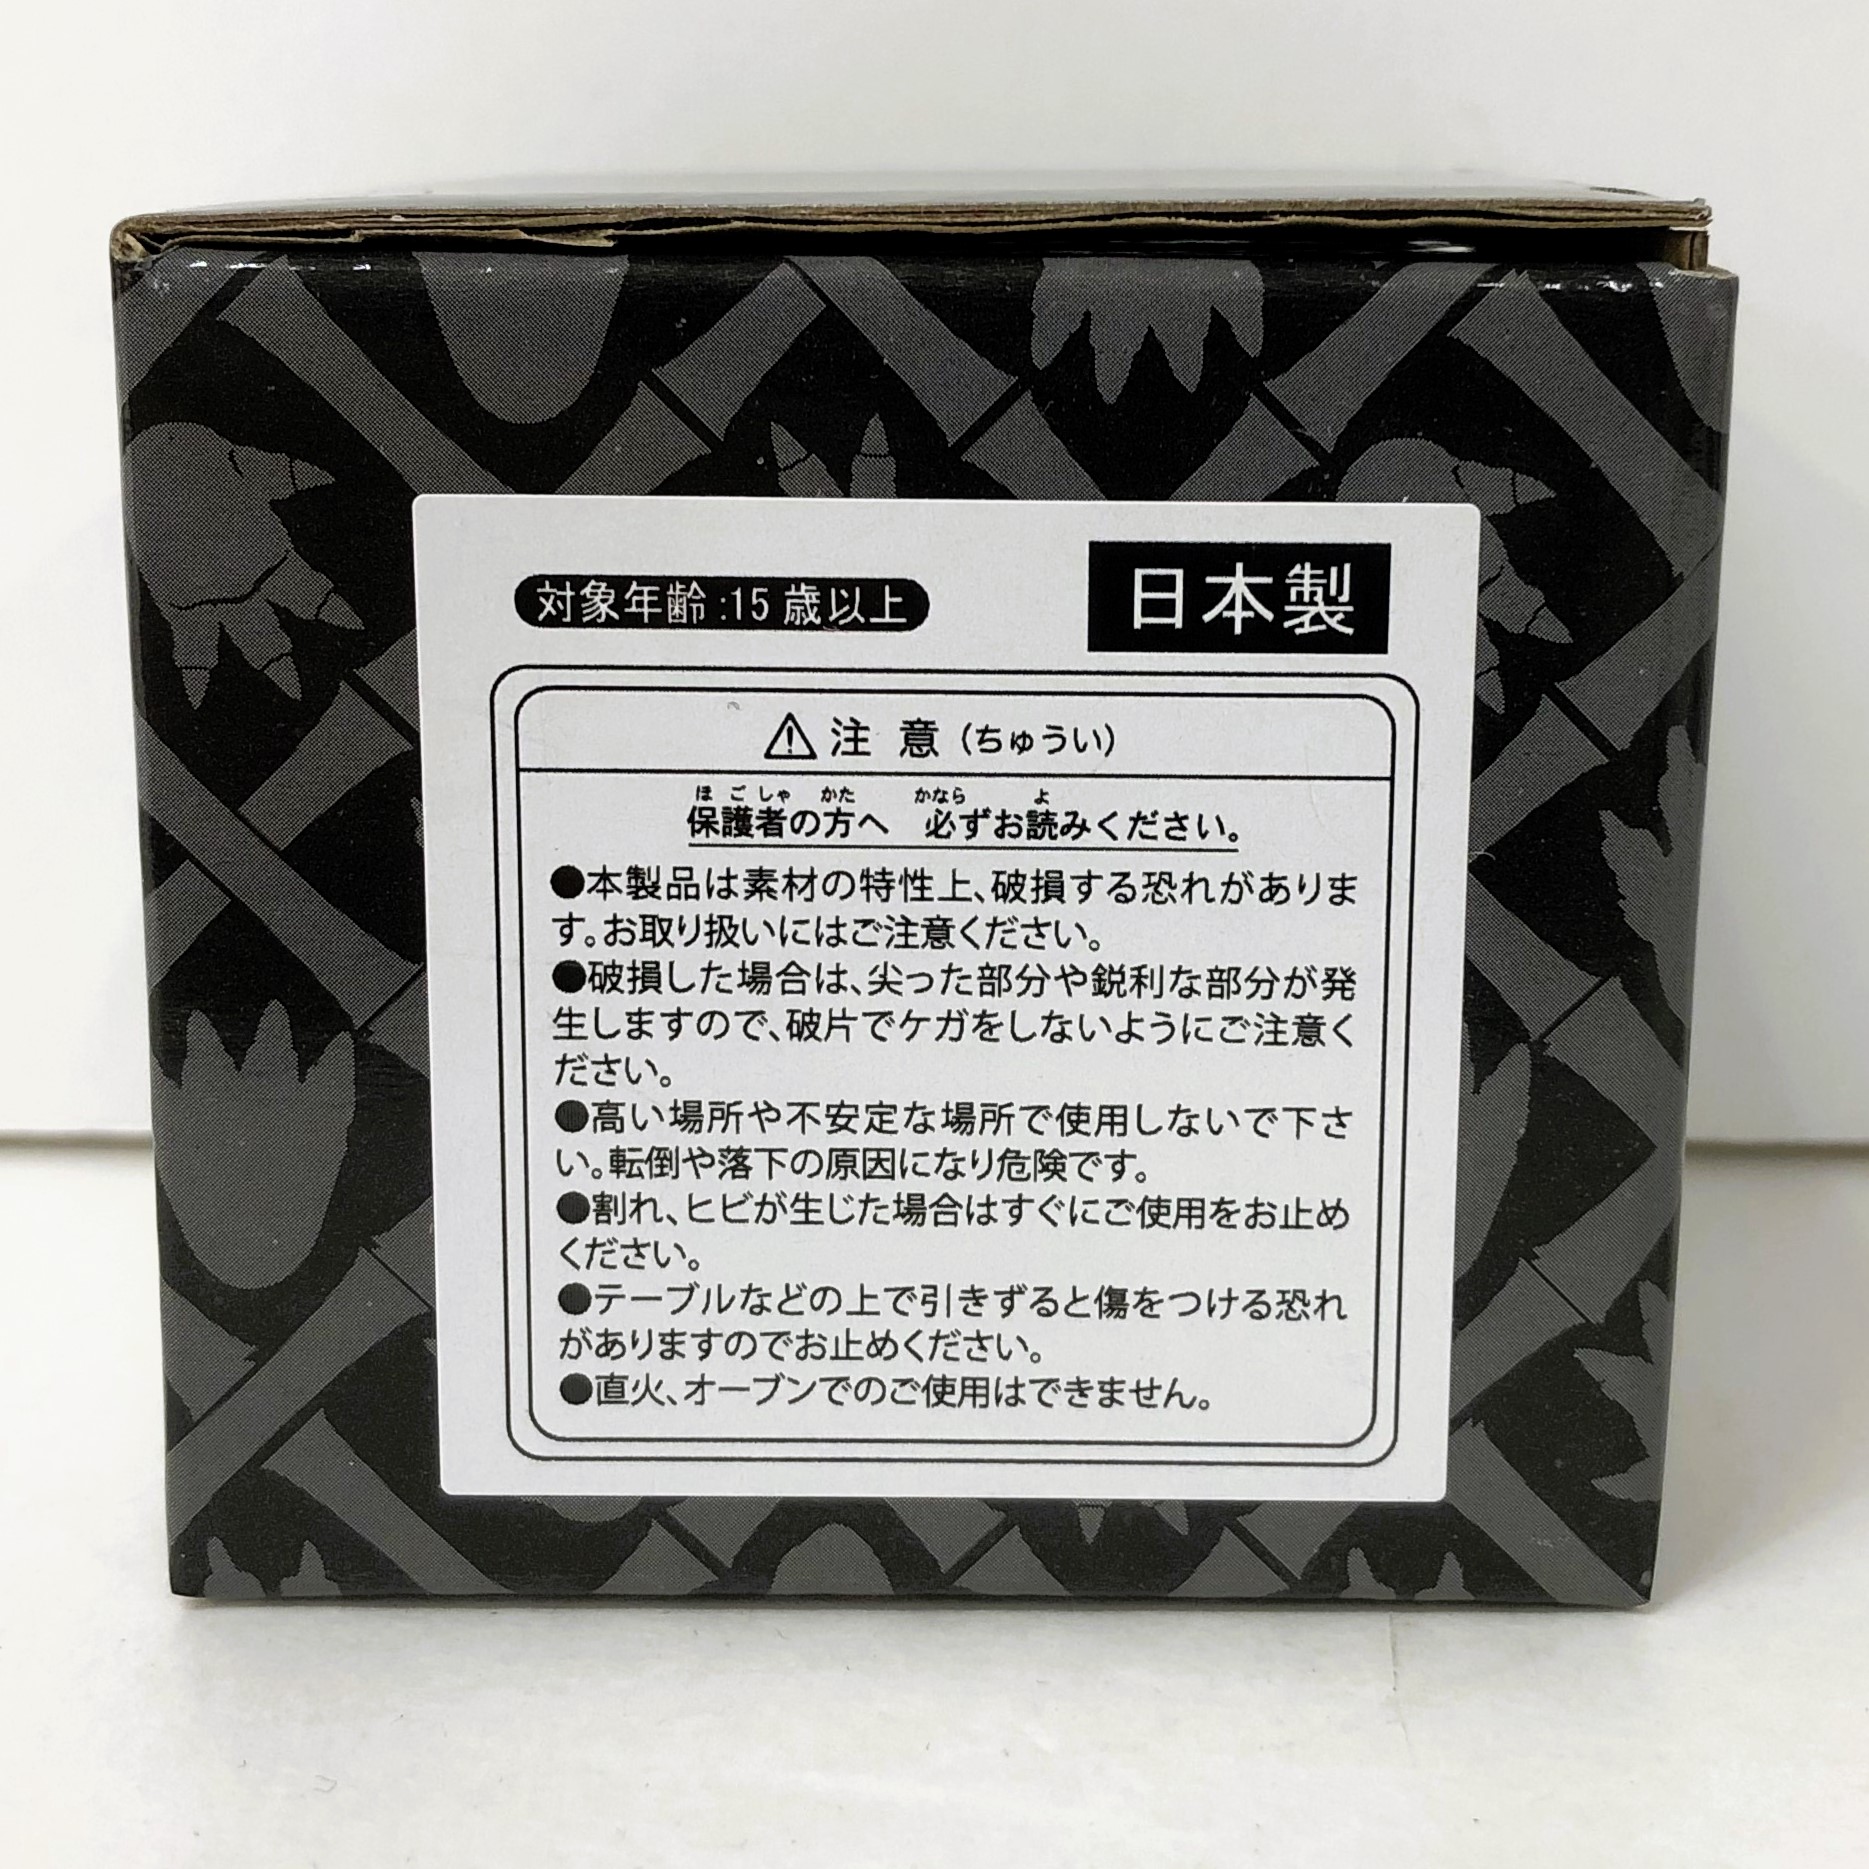 対象年齢:15歳以上
日本製
注 意(ちゅうい)
ほごしゃ かた かなら よ
保護者の方へ 必ずお読みください。
●本製品は素材の特性上、破損する恐れがありま
す。お取り扱いにはご注意ください。
●破損した場合は、尖った部分や鋭利な部分が発
生しますので、破片でケガをしないようにご注意く
ださい。
●高い場所や不安定な場所で使用しないで下さ
い。転倒や落下の原因になり危険です。
●割れ、ヒビが生じた場合はすぐにご使用をお止め
ください。
●テーブルなどの上で引きずると傷をつける恐れ
がありますのでお止めください。
●直火、オーブンでのご使用はできません。